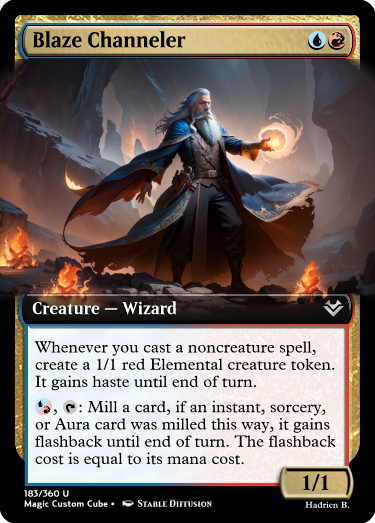 Blaze Channeler
Creature — Wizard
Whenever you cast a noncreature spell,
create a 1/1 red Elemental creature token.
It gains haste until end of turn.
, : Mill a card, if an instant, sorcery,
or Aura card was milled this way, it gains
flashback until end of turn. The flashback
cost is equal to its mana cost.
1/1
183/360 U
Magic Custom Cube • Stable Diffusion
Hadrien B.